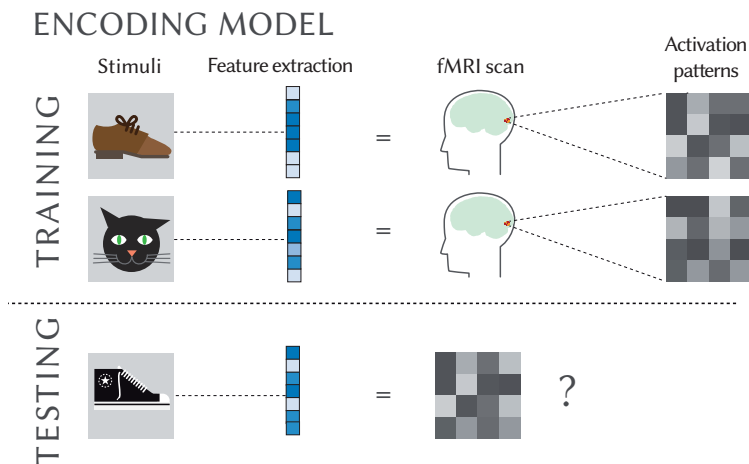 ENCODING MODEL
Stimuli
Feature extraction
fMRI scan
Activation
patterns
TRAINING
=
=
TESTING
=
?